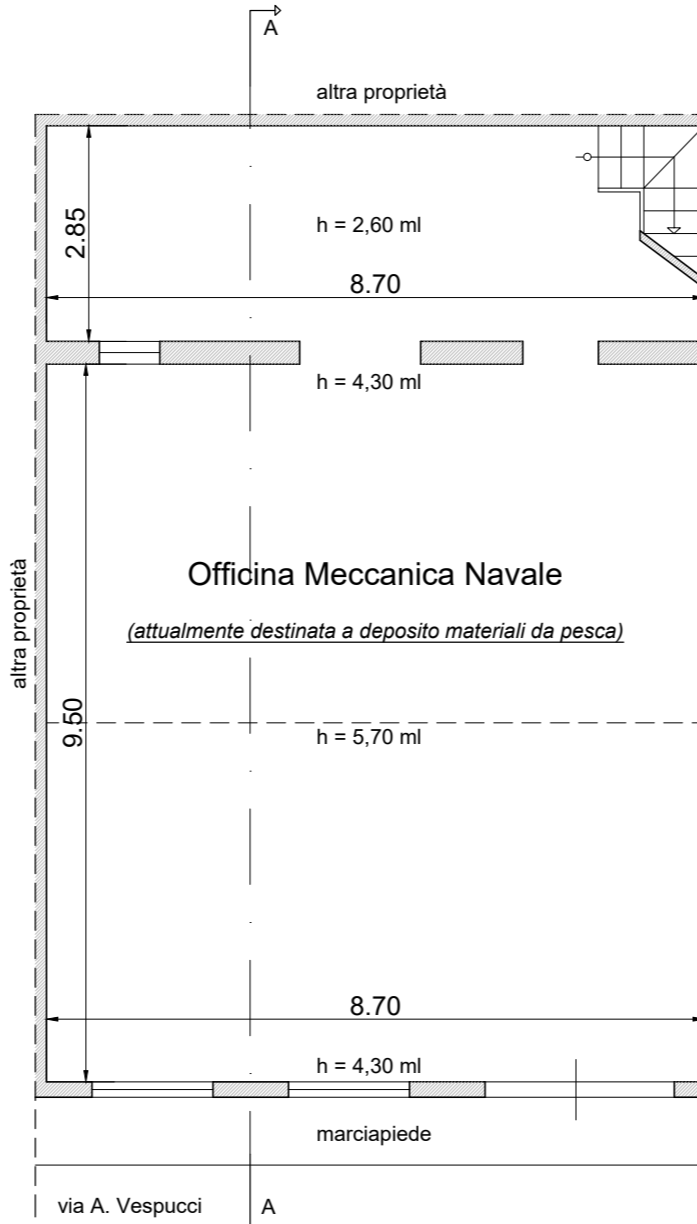 A
altra proprietà
2.85
h = 2,60 ml
8.70
h = 4,30 ml
Officina Meccanica Navale
(attualmente destinata a deposito materiali da pesca)
altra proprietà
9.50
h = 5,70 ml
8.70
h = 4,30 ml
marciapiede
via A. Vespucci
A